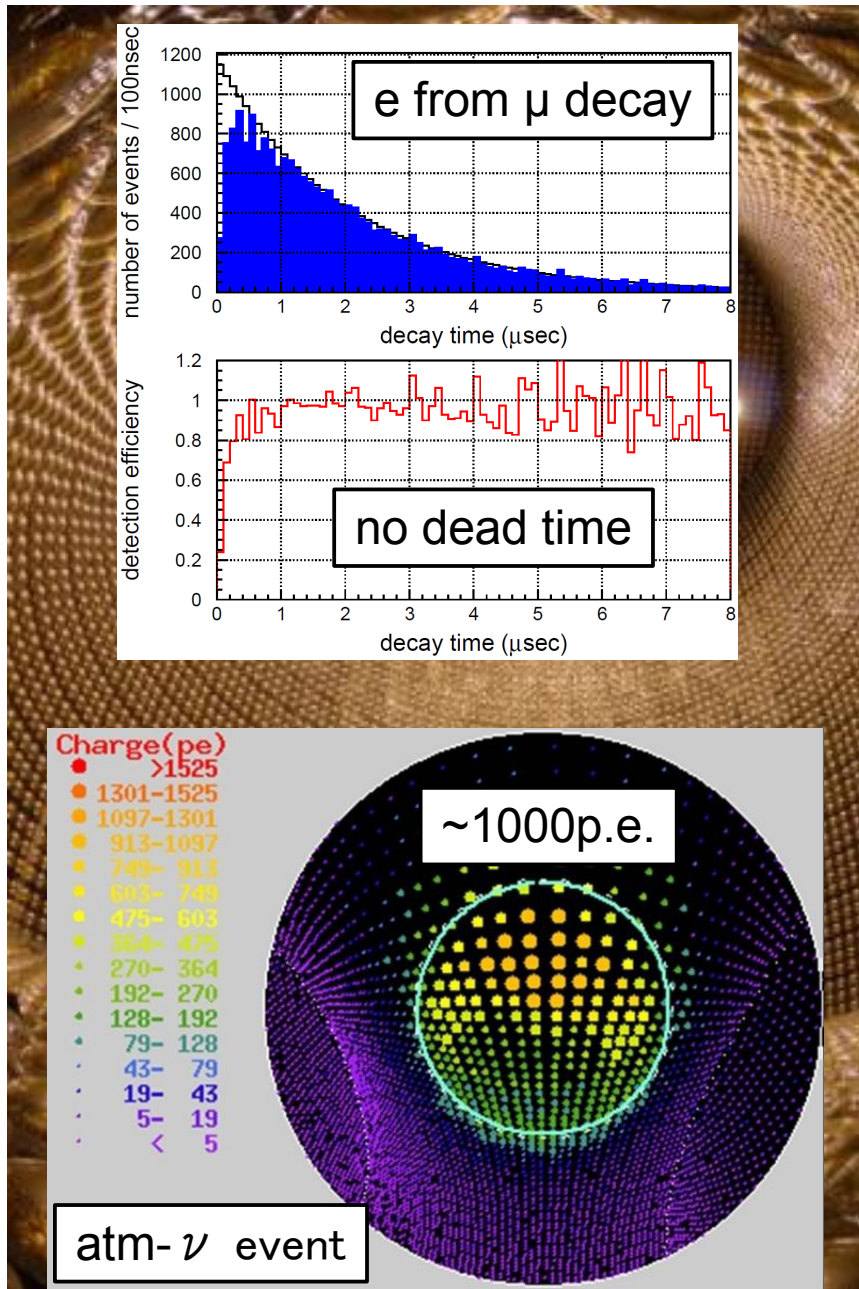 1200
1000
800
600
400
200
0
number of events / 100nsec
e from μ decay
0 1 2 3 4 5 6 7 8
decay time (μsec)
1.2
1
0.8
0.6
0.4
0.2
0
detection efficiency
no dead time
0 1 2 3 4 5 6 7 8
decay time (μsec)
Charge(pe)
>1525
1301-1525
1097-1301
913-1097
749- 913
603- 749
475- 603
364- 475
270- 364
192- 270
128- 192
79- 128
43- 79
19- 43
5- 19
< 5
~1000p.e.
atm-ν event